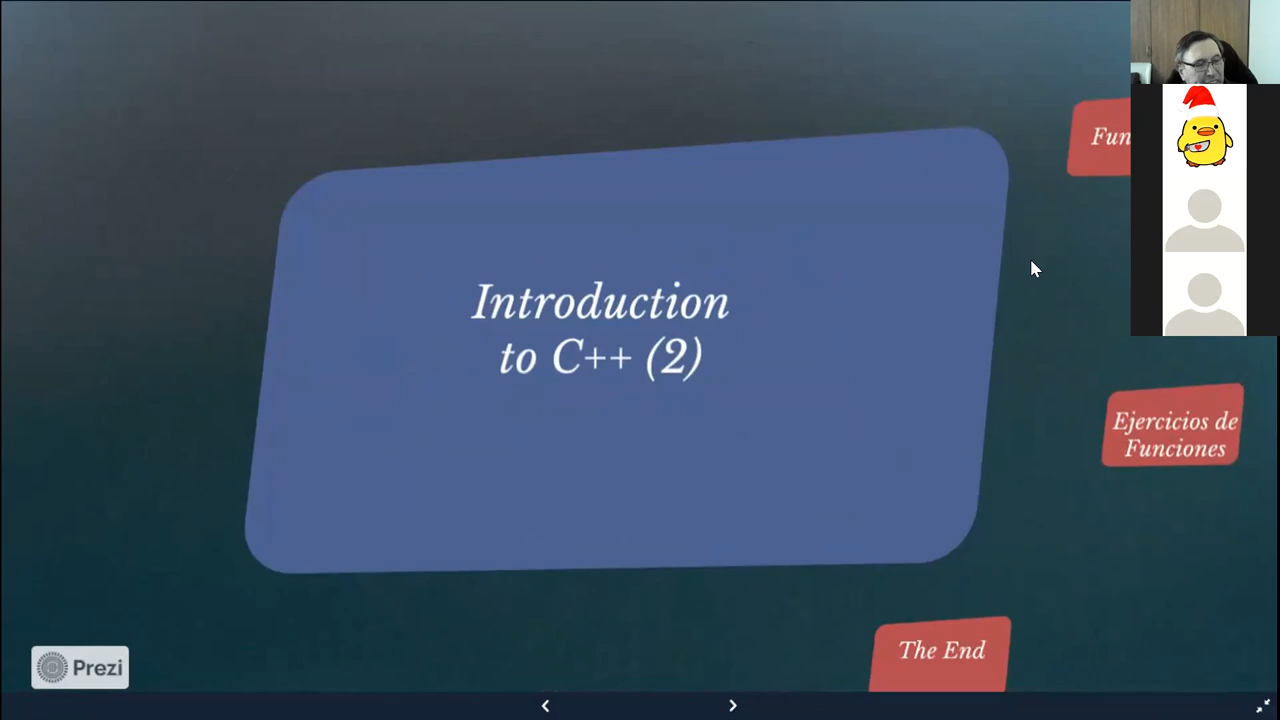 Fun
Introduction
to C++ (2)
Ejercicios de
Funciones
The End
Prezi